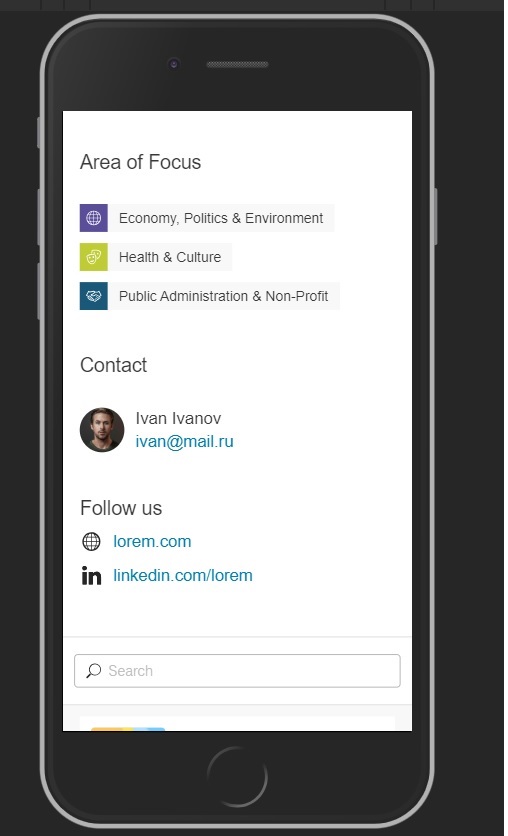 Area of Focus
Economy, Politics & Environment
Health & Culture
Public Administration & Non-Profit
Contact
Ivan Ivanov
ivan@mail.ru
Follow us
lorem.com
in linkedin.com/lorem
Search